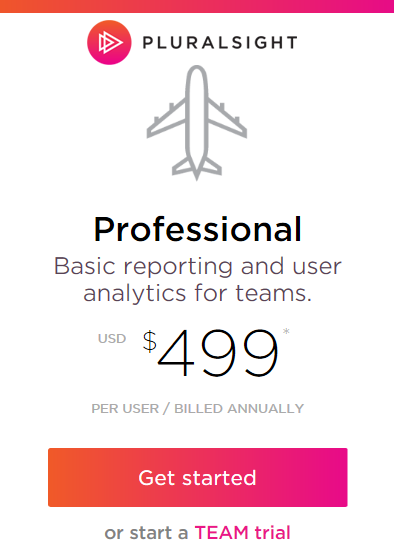 PLURALSIGHT
Professional
Basic reporting and user
analytics for teams.
USD $499*
PER USER / BILLED ANNUALLY
Get started
or start a TEAM trial